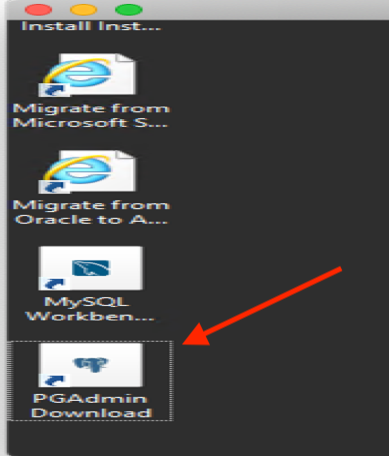 Install Inst...
Migrate from
Microsoft S...
Migrate from
Oracle to A...
MySQL
Workben...
PGAdmin
Download